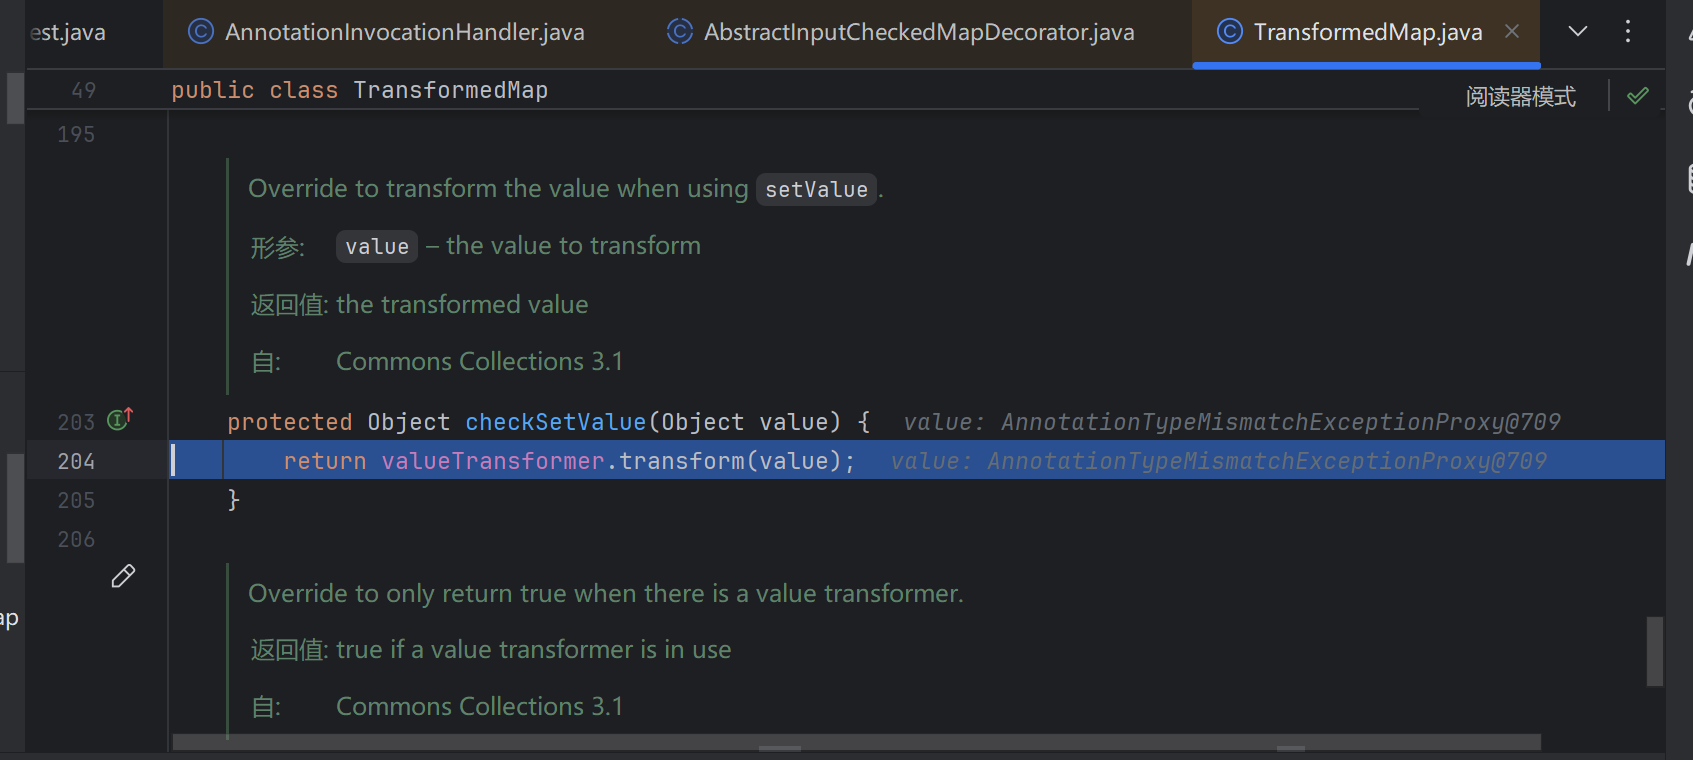 est.java AnnotationInvocationHandler.java AbstractInputCheckedMapDecorator.java TransformedMap.java
49 public class TransformedMap
阅读器模式
195
Override to transform the value when using setValue.
形参: value – the value to transform
返回值: the transformed value
自: Commons Collections 3.1
203 protected Object checkSetValue(Object value) { value: AnnotationTypeMismatchExceptionProxy@709
204 return valueTransformer.transform(value); value: AnnotationTypeMismatchExceptionProxy@709
205 }
206
Override to only return true when there is a value transformer.
ap
返回值: true if a value transformer is in use
自: Commons Collections 3.1